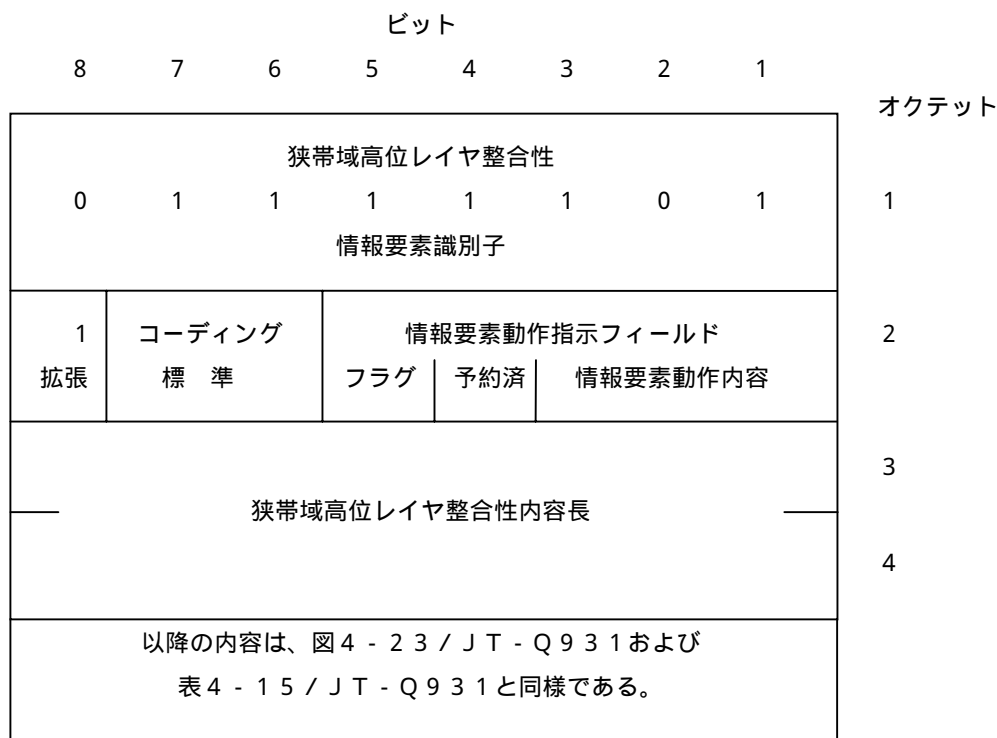 ビット
8 7 6 5 4 3 2 1
オクテット
狭帯域高位レイヤ整合性
0 1 1 1 1 1 0 1 1
情報要素識別子
1 コーディング 情報要素動作指示フィールド 2
拡張 標 準 フラグ 予約済 情報要素動作内容
3
狭帯域高位レイヤ整合性内容長
4
以降の内容は、図4-23/JT-Q931および
表4-15/JT-Q931と同様である。